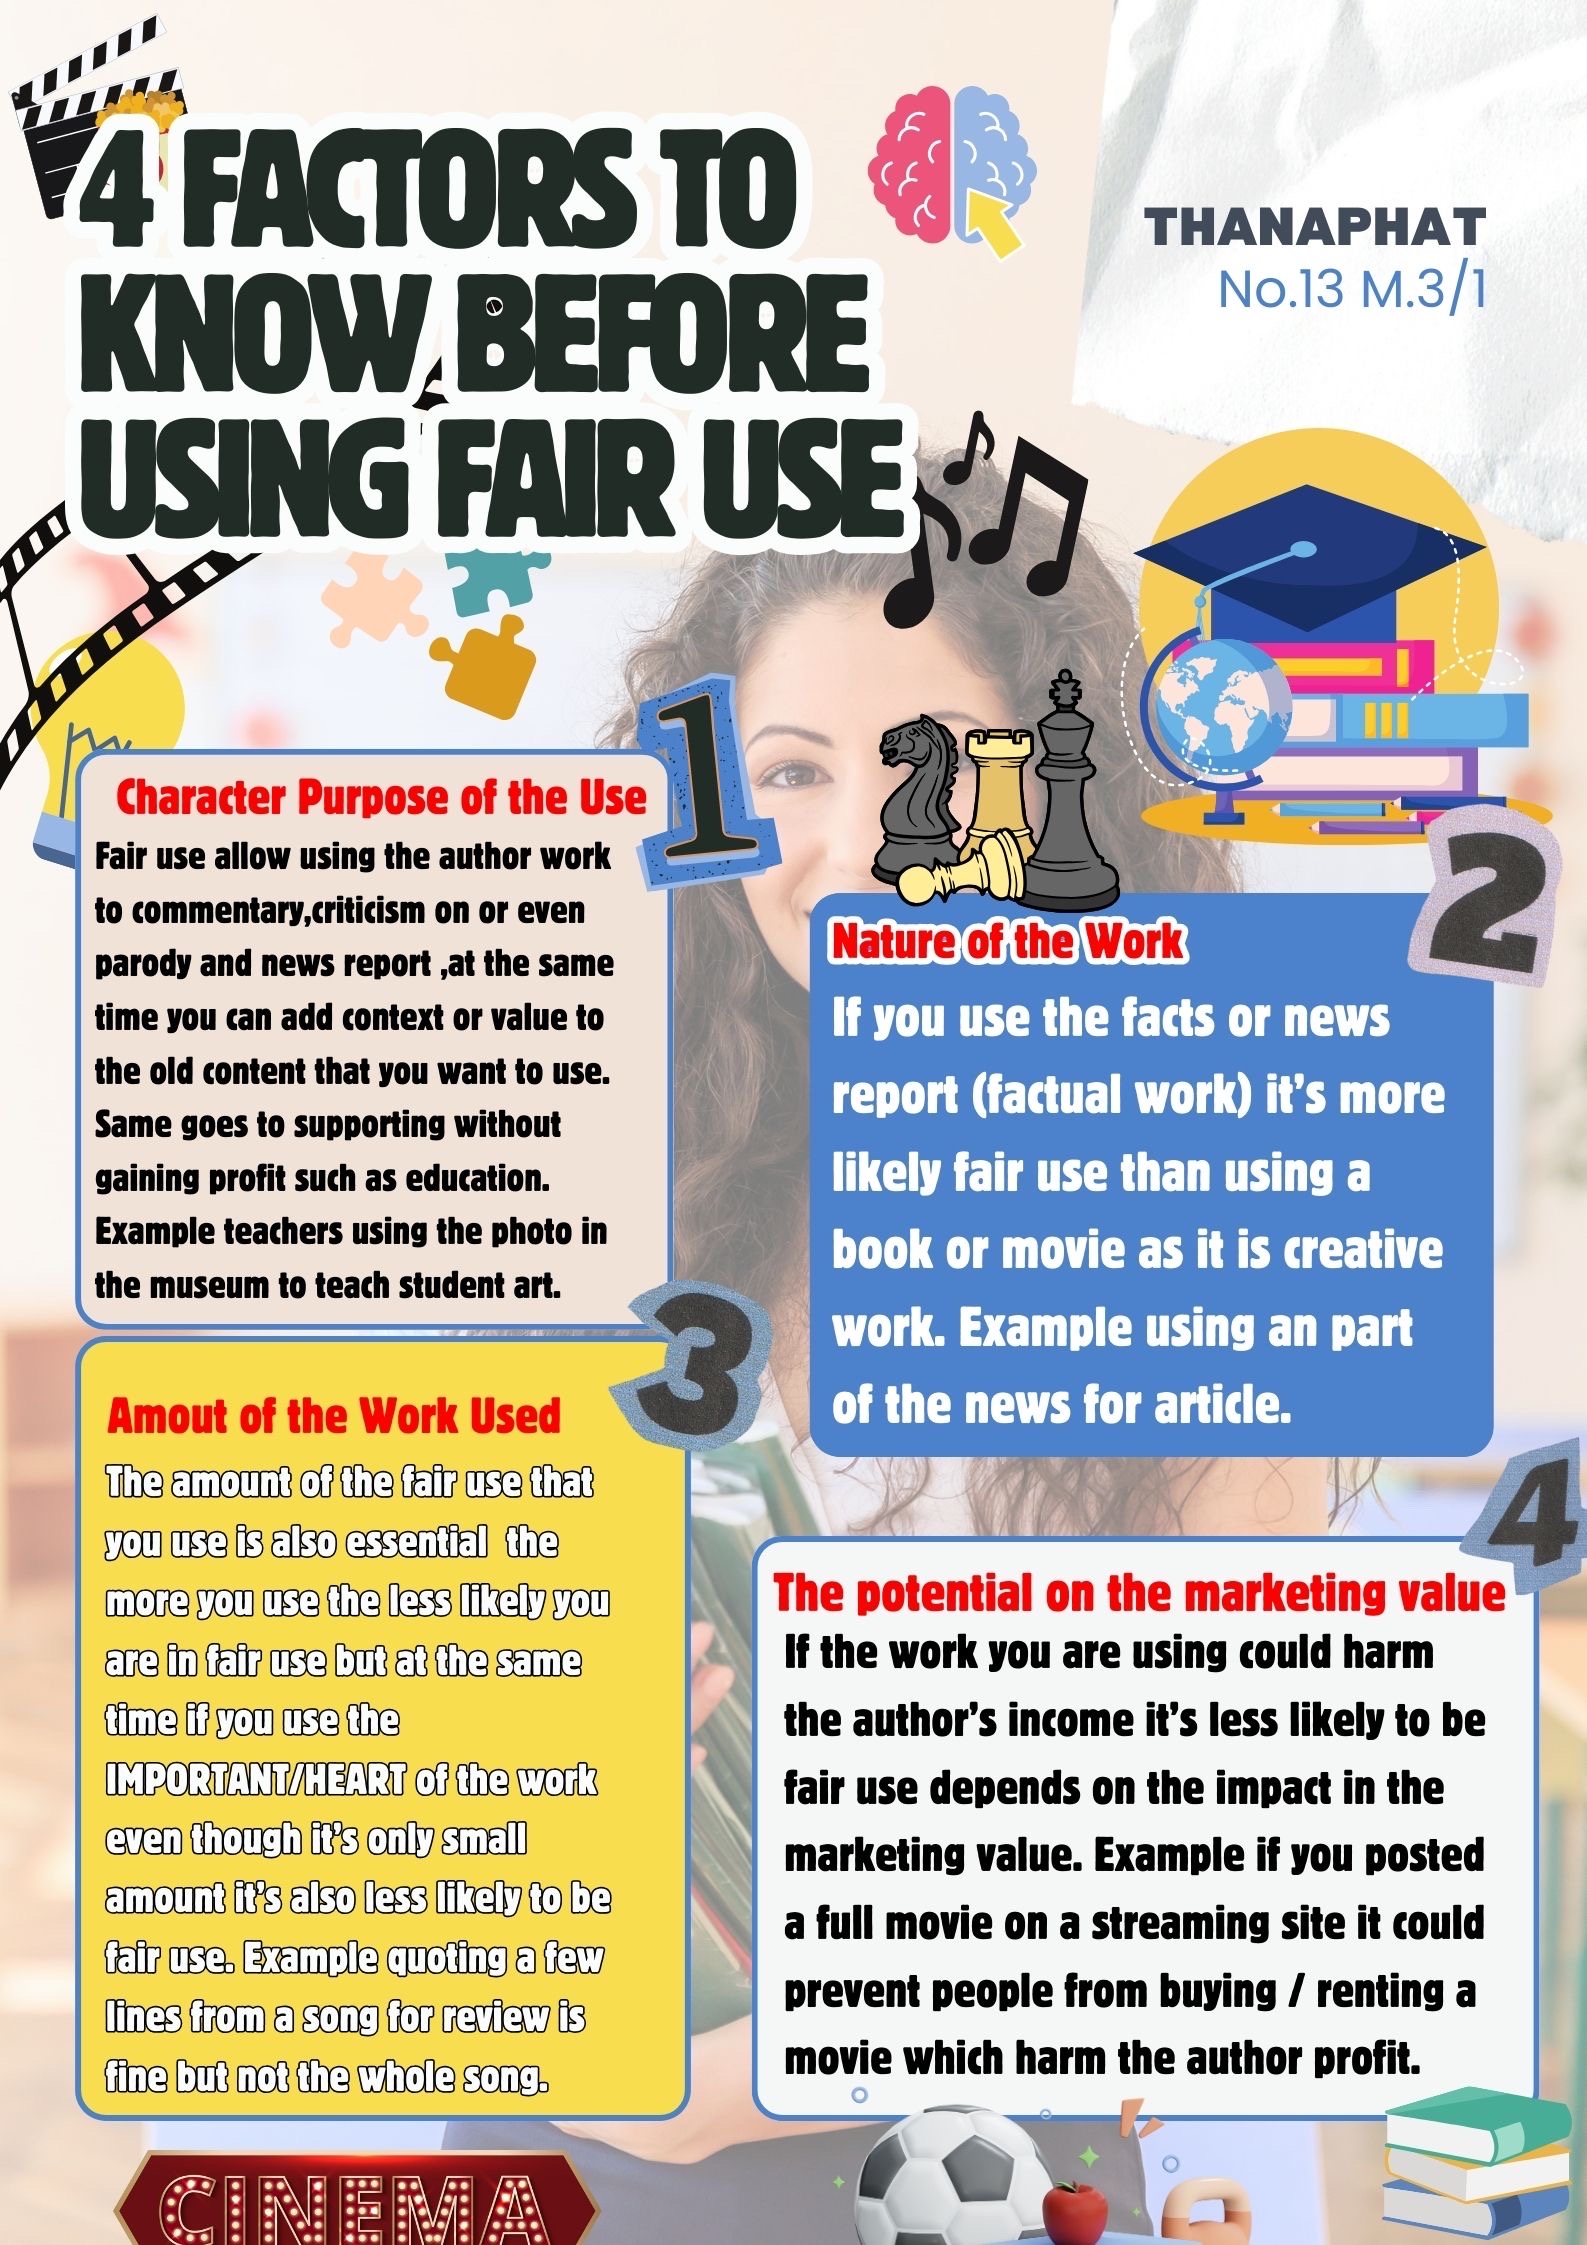 4 FACTORS TO
KNOW BEFORE
USING FAIR USE
THANAPHAT
No.13 M.3/1
1
Character Purpose of the Use
Fair use allow using the author work
to commentary,criticism on or even
parody and news report ,at the same
time you can add context or value to
the old content that you want to use.
Same goes to supporting without
gaining profit such as education.
Example teachers using the photo in
the museum to teach student art.
2
Nature of the Work
If you use the facts or news
report (factual work) it's more
likely fair use than using a
book or movie as it is creative
work. Example using an part
of the news for article.
3
Amout of the Work Used
The amount of the fair use that
you use is also essential  the
more you use the less likely you
are in fair use but at the same
time if you use the
IMPORTANT/HEART of the work
even though it's only small
amount it's also less likely to be
fair use. Example quoting a few
lines from a song for review is
fine but not the whole song.
4
The potential on the marketing value
If the work you are using could harm
the author's income it's less likely to be
fair use depends on the impact in the
marketing value. Example if you posted
a full movie on a streaming site it could
prevent people from buying / renting a
movie which harm the author profit.
CINEMA